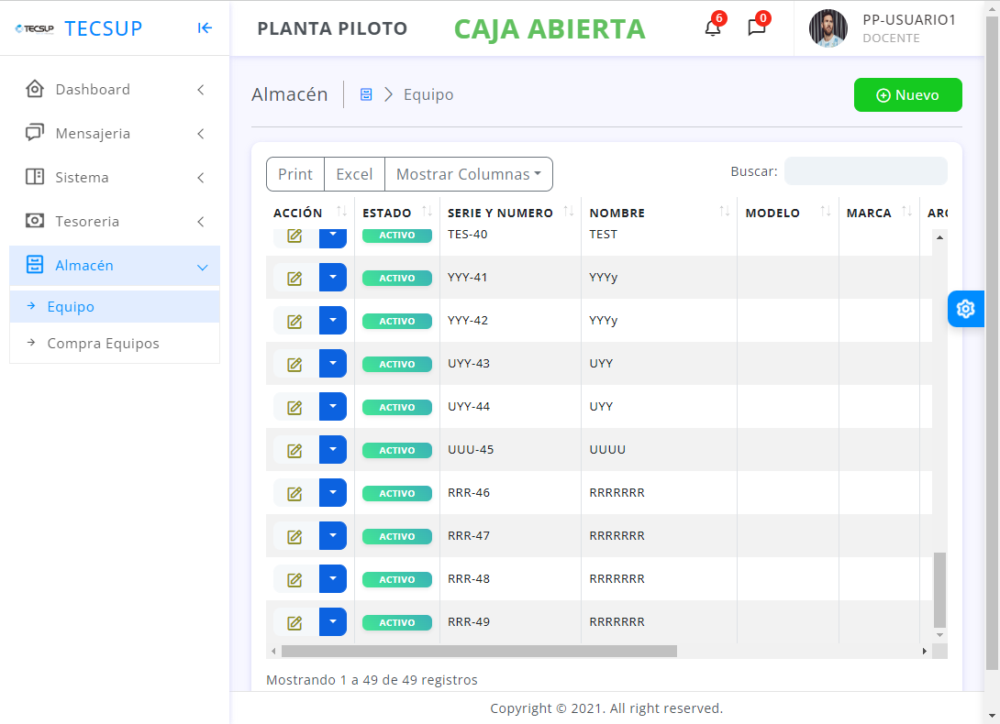 TECSUP TECSUP
PLANTA PILOTO
CAJA ABIERTA
6
0
PP-USUARIO1
DOCENTE
Dashboard
Mensajeria
Sistema
Tesoreria
Almacén
Equipo
Compra Equipos
Almacén Equipo
Nuevo
Print Excel Mostrar Columnas
Buscar:
ACCIÓN ESTADO SERIE Y NUMERO NOMBRE MODELO MARCA
ACTIVO TES-40 TEST
ACTIVO YYY-41 YYYy
ACTIVO YYY-42 YYYy
ACTIVO UYY-43 UYY
ACTIVO UYY-44 UYY
ACTIVO UUU-45 UUUU
ACTIVO RRR-46 RRRRRRR
ACTIVO RRR-47 RRRRRRR
ACTIVO RRR-48 RRRRRRR
ACTIVO RRR-49 RRRRRRR
Mostrando 1 a 49 de 49 registros
Copyright © 2021. All right reserved.